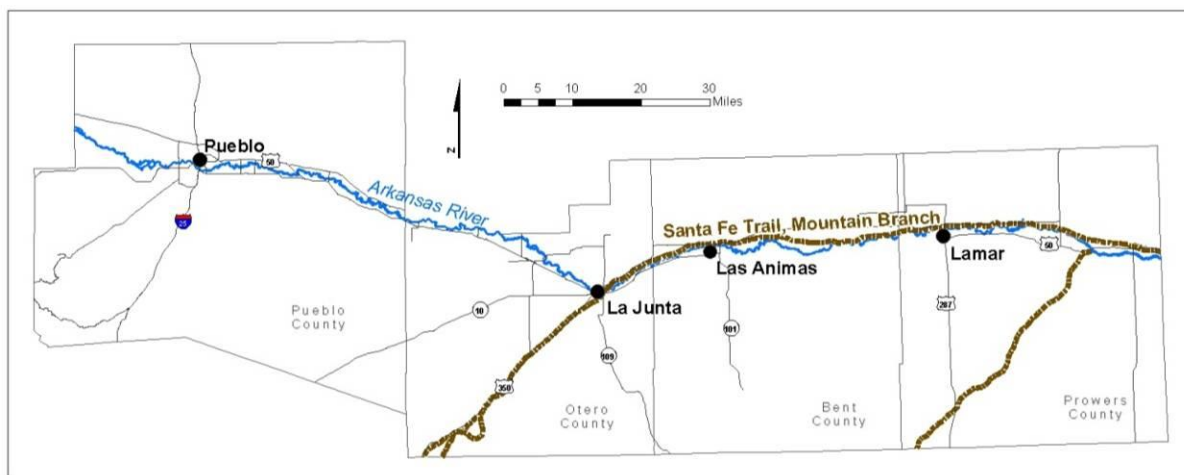 0 5 10 20 30
Miles
N
Pueblo
50
Arkansas River
25
Santa Fe Trail, Mountain Branch
Lamar
50
Las Animas
La Junta
Pueblo
County
10
287
101
109
350
Otero
County
Bent
County
Prowers
County